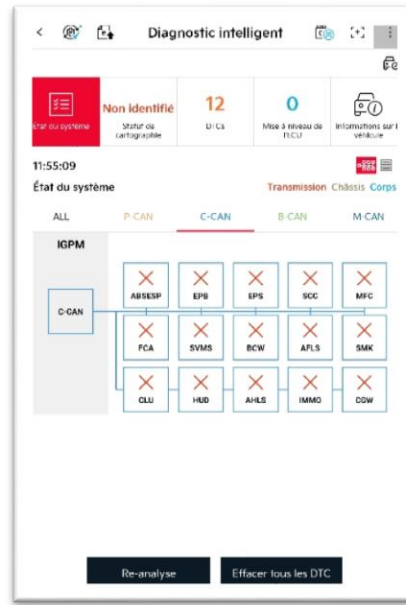 Diagnostic intelligent
Non identifié
12
0
État du système
Statut de cartographie
DTCs
Mise à niveau de l'ECU
Informations sur l véhicule
11:55:09
État du système
Transmission Châssis Corps
ALL
P-CAN
C-CAN
B-CAN
M-CAN
IGPM
C-CAN
ABSESP
EPB
EPS
SCC
MFC
FCA
SVMS
BCW
AFLS
SMK
CLU
HUD
AHLS
IMMO
CGW
Re-analyse
Effacer tous les DTC